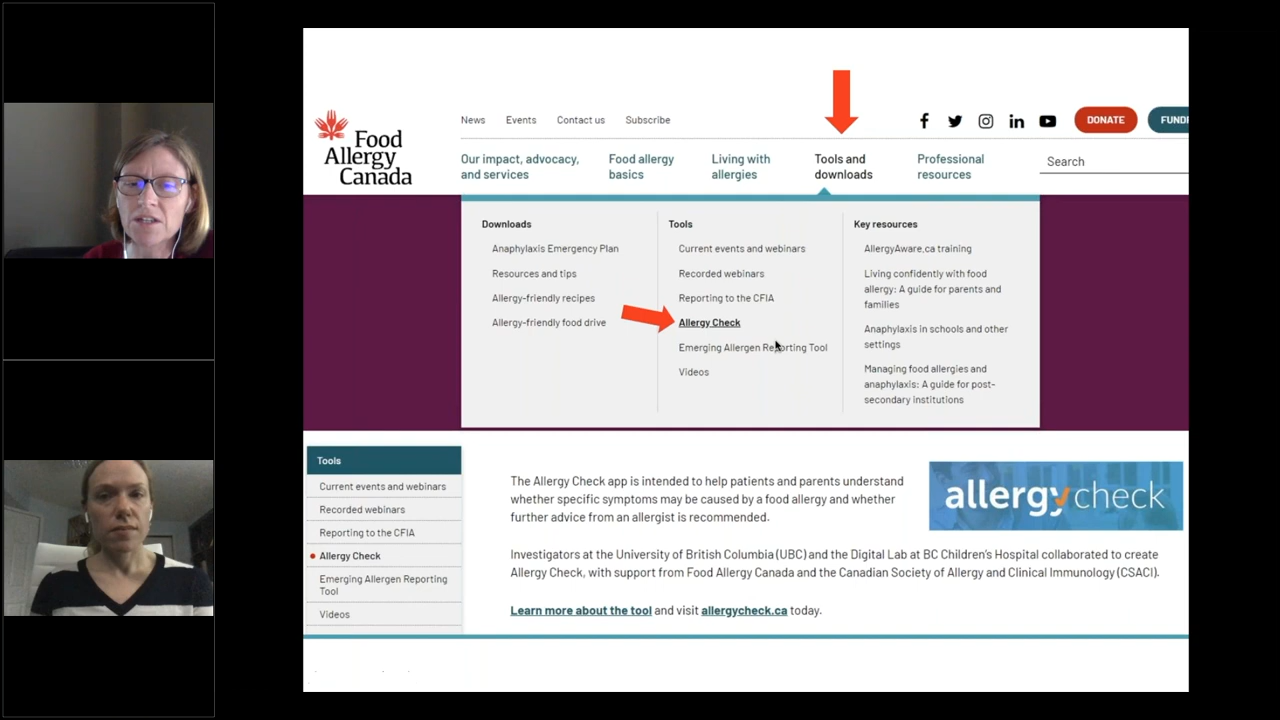 Food
Allergy
Canada
News Events Contact us Subscribe
DONATE
FUND
Our impact, advocacy,
and services
Food allergy
basics
Living with
allergies
Tools and
downloads
Professional
resources
Search
Downloads
Anaphylaxis Emergency Plan
Resources and tips
Allergy-friendly recipes
Allergy-friendly food drive
Tools
Current events and webinars
Recorded webinars
Reporting to the CFIA
Allergy Check
Emerging Allergen Reporting Tool
Videos
Key resources
AllergyAware.ca training
Living confidently with food
allergy: A guide for parents and
families
Anaphylaxis in schools and other
settings
Managing food allergies and
anaphylaxis: A guide for post-
secondary institutions
Tools
Current events and webinars
Recorded webinars
Reporting to the CFIA
Allergy Check
Emerging Allergen Reporting
Tool
Videos
The Allergy Check app is intended to help patients and parents understand
whether specific symptoms may be caused by a food allergy and whether
further advice from an allergist is recommended.
allergycheck
Investigators at the University of British Columbia (UBC) and the Digital Lab at BC Children's Hospital collaborated to create
Allergy Check, with support from Food Allergy Canada and the Canadian Society of Allergy and Clinical Immunology (CSACI).
Learn more about the tool and visit allergycheck.ca today.